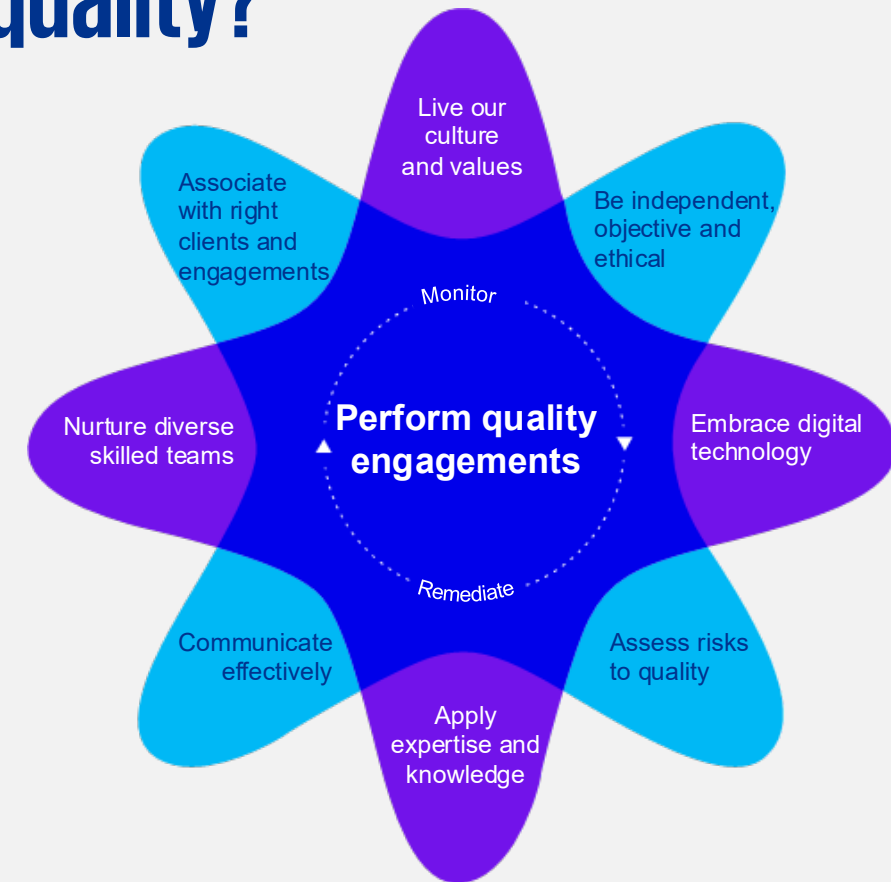 quality?
Live our
culture
and values
Be independent,
objective and
ethical
Embrace digital
technology
Assess risks
to quality
Apply
expertise and
knowledge
Communicate
effectively
Nurture diverse
skilled teams
Associate
with right
clients and
engagements
Monitor
Perform quality
engagements
Remediate